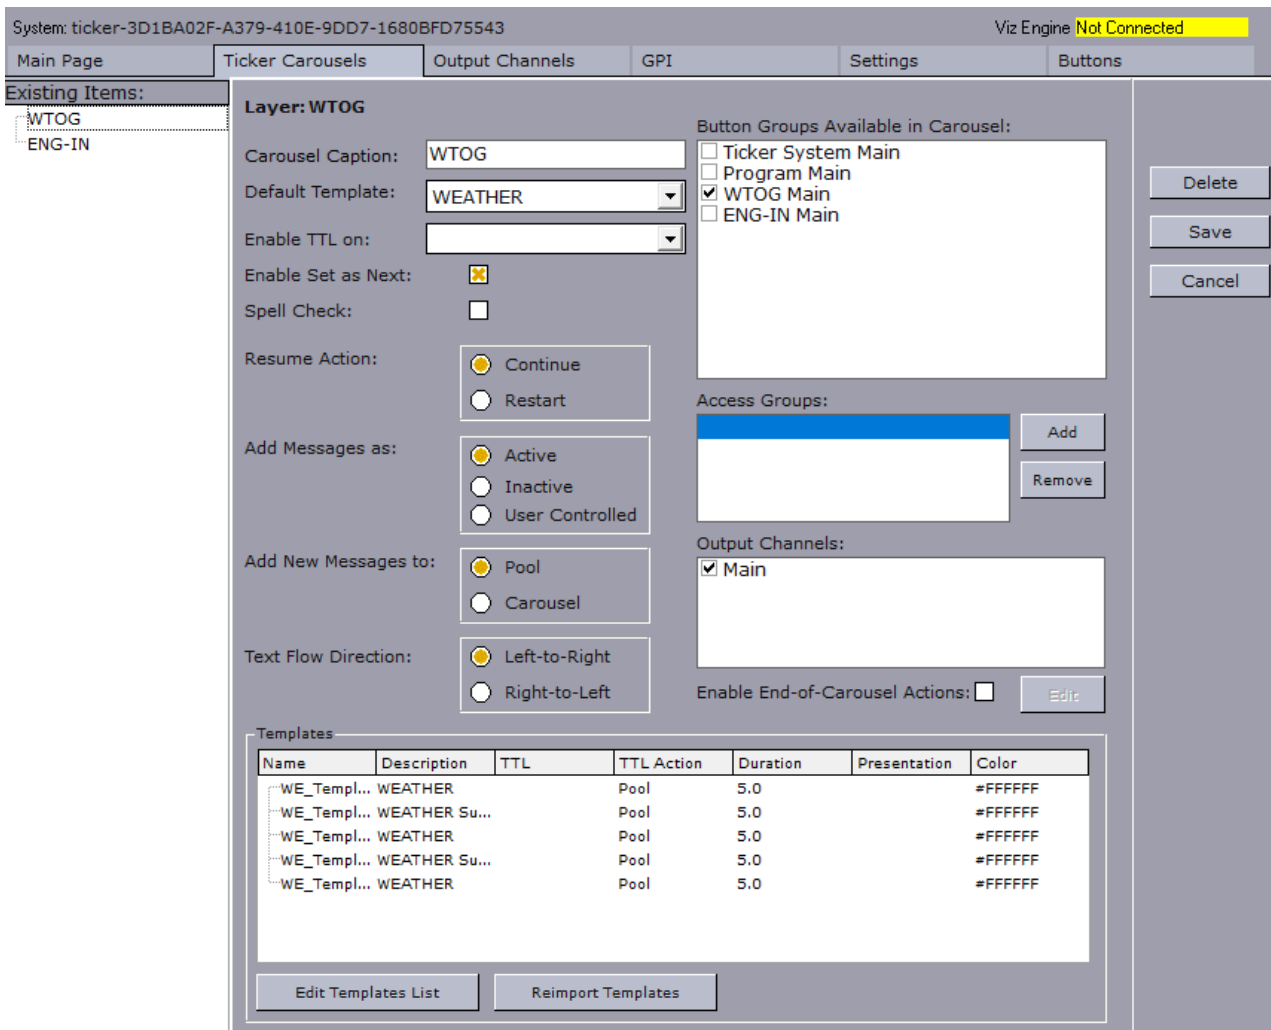 System: ticker-3D1BA02F-A379-410E-9DD7-1680BFD75543 Viz Engine Not Connected
Main Page Ticker Carousels Output Channels GPI Settings Buttons
Existing Items:
WTOG
ENG-IN
Layer: WTOG
Carousel Caption: WTOG
Default Template: WEATHER
Enable TTL on:
Enable Set as Next:
Spell Check:
Resume Action:
Continue
Restart
Add Messages as:
Active
Inactive
User Controlled
Add New Messages to:
Pool
Carousel
Text Flow Direction:
Left-to-Right
Right-to-Left
Button Groups Available in Carousel:
Ticker System Main
Program Main
WTOG Main
ENG-IN Main
Access Groups:
Add
Remove
Output Channels:
Main
Enable End-of-Carousel Actions:
Edit
Delete
Save
Cancel
Templates
Name Description TTL TTL Action Duration Presentation Color
WE_Templ... WEATHER Pool 5.0 #FFFFFF
WE_Templ... WEATHER Su... Pool 5.0 #FFFFFF
WE_Templ... WEATHER Pool 5.0 #FFFFFF
WE_Templ... WEATHER Su... Pool 5.0 #FFFFFF
WE_Templ... WEATHER Pool 5.0 #FFFFFF
Edit Templates List Reimport Templates